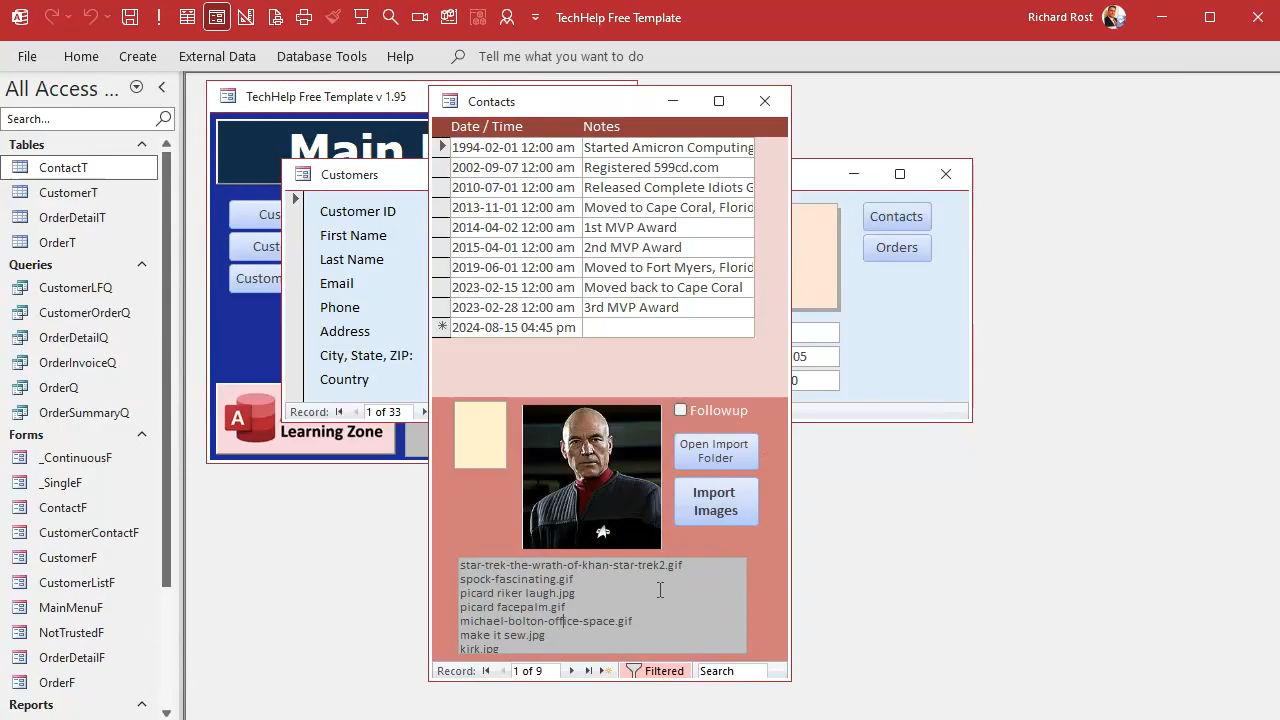 TechHelp Free Template
Richard Rost
File Home Create External Data Database Tools Help Tell me what you want to do
All Access ...
Search...
Tables
ContactT
CustomerT
OrderDetailT
OrderT
Queries
CustomerLFQ
CustomerOrderQ
OrderDetailQ
OrderInvoiceQ
OrderQ
OrderSummaryQ
Forms
_ContinuousF
_SingleF
ContactF
CustomerContactF
CustomerF
CustomerListF
MainMenuF
NotTrustedF
OrderDetailF
OrderF
Reports
TechHelp Free Template v 1.95
Main
Cus
Cust
Custom
A
Learning Zone
Customers
Customer ID
First Name
Last Name
Email
Phone
Address
City, State, ZIP:
Country
Record: 1 of 33
Contacts
Orders
05
0
Contacts
Date / Time Notes
1994-02-01 12:00 am Started Amicron Computing
2002-09-07 12:00 am Registered 599cd.com
2010-07-01 12:00 am Released Complete Idiots G
2013-11-01 12:00 am Moved to Cape Coral, Florid
2014-04-02 12:00 am 1st MVP Award
2015-04-01 12:00 am 2nd MVP Award
2019-06-01 12:00 am Moved to Fort Myers, Florid
2023-02-15 12:00 am Moved back to Cape Coral
2023-02-28 12:00 am 3rd MVP Award
2024-08-15 04:45 pm
Followup
Open Import
Folder
Import
Images
star-trek-the-wrath-of-khan-star-trek2.gif
spock-fascinating.gif
picard riker laugh.jpg
picard facepalm.gif
michael-bolton-office-space.gif
make it sew.jpg
kirk.jpg
Record: 1 of 9 Filtered Search